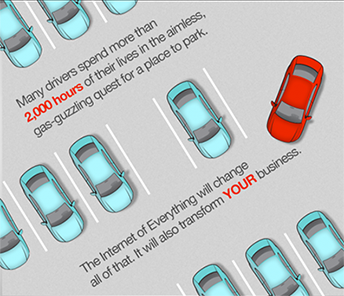 Many drivers spend more than
2,000 hours of their lives in the aimless,
gas-guzzling quest for a place to park.
The Internet of Everything will change
all of that. It will also transform YOUR business.